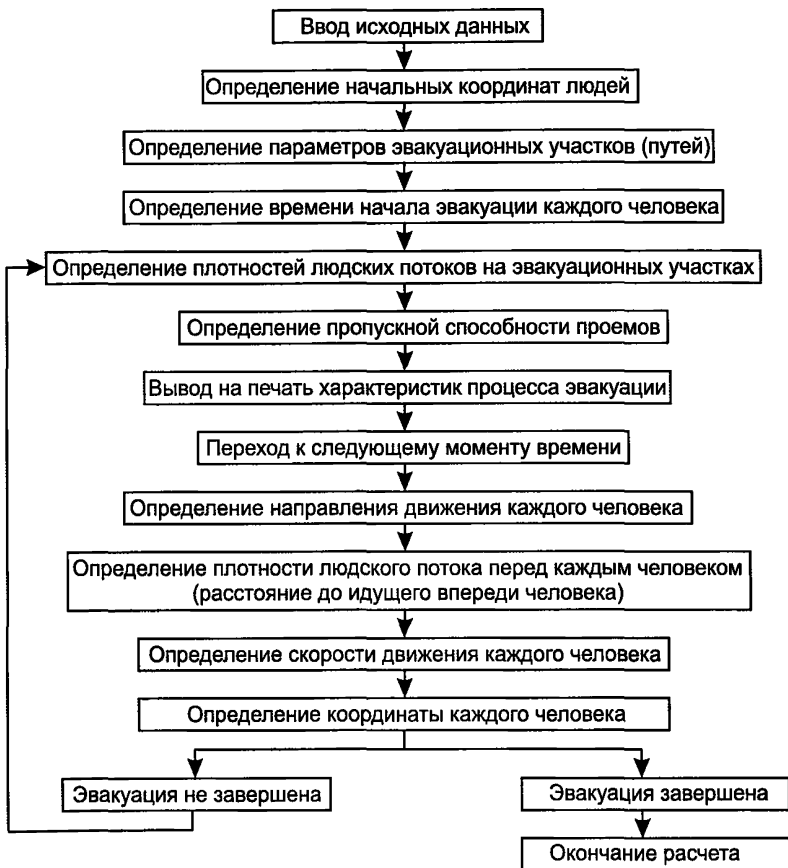 Ввод исходных данных
Определение начальных координат людей
Определение параметров эвакуационных участков (путей)
Определение времени начала эвакуации каждого человека
Определение плотностей людских потоков на эвакуационных участках
Определение пропускной способности проемов
Вывод на печать характеристик процесса эвакуации
Переход к следующему моменту времени
Определение направления движения каждого человека
Определение плотности людского потока перед каждым человеком
(расстояние до идущего впереди человека)
Определение скорости движения каждого человека
Определение координаты каждого человека
Эвакуация не завершена
Эвакуация завершена
Окончание расчета